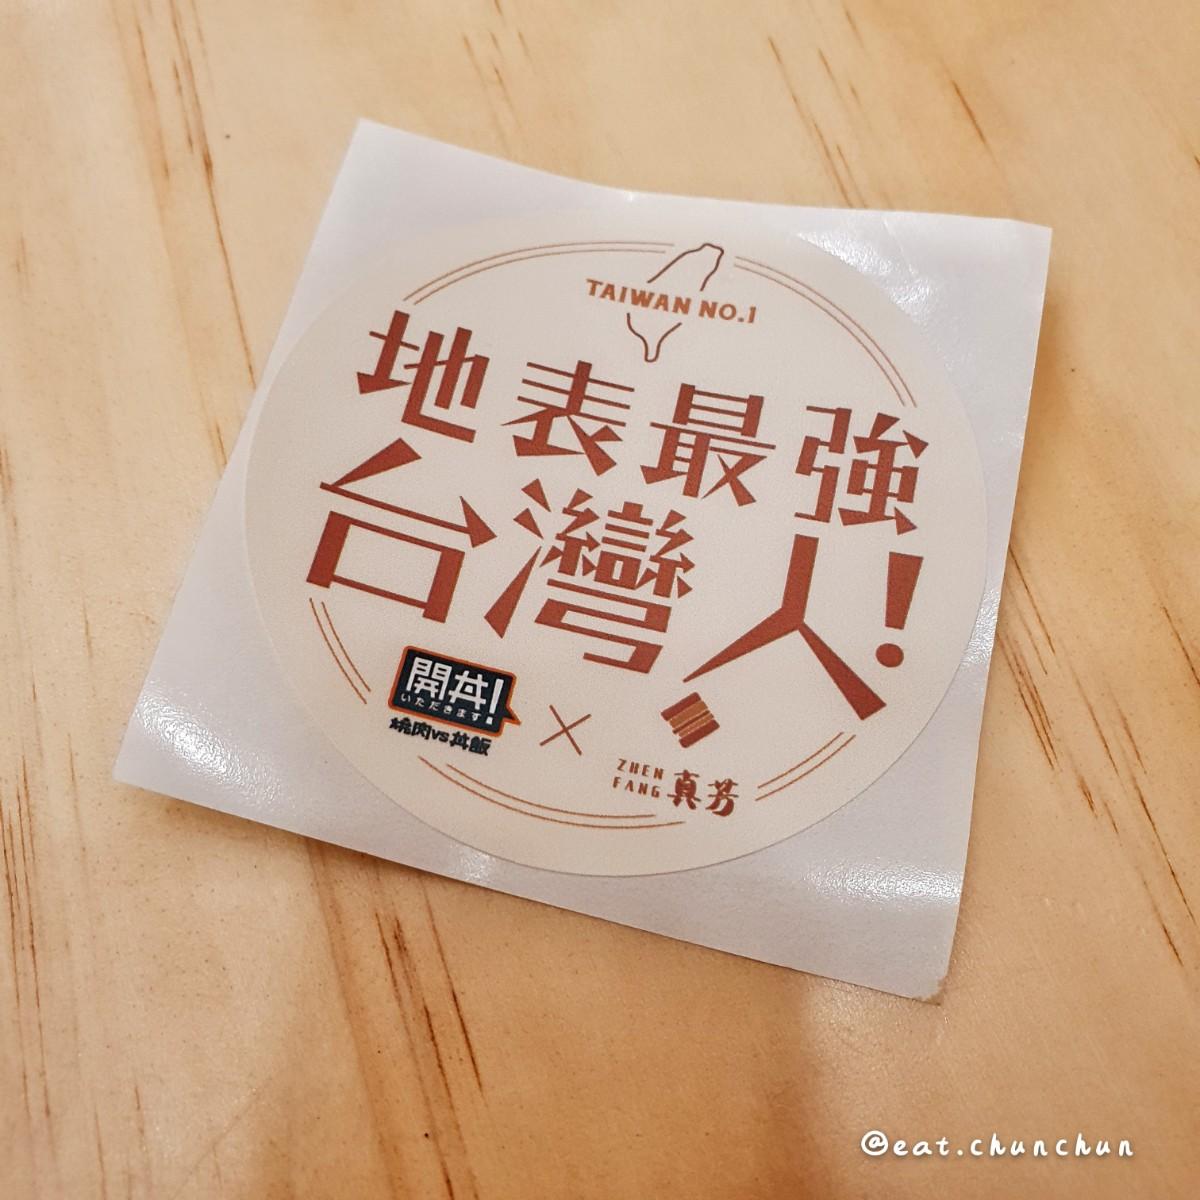 TAIWAN NO.1
地表最強
台灣人!
開丼!
いただきます
燒肉vs丼飯
×
ZHEN
FANG 真芳
@eat.chunchun